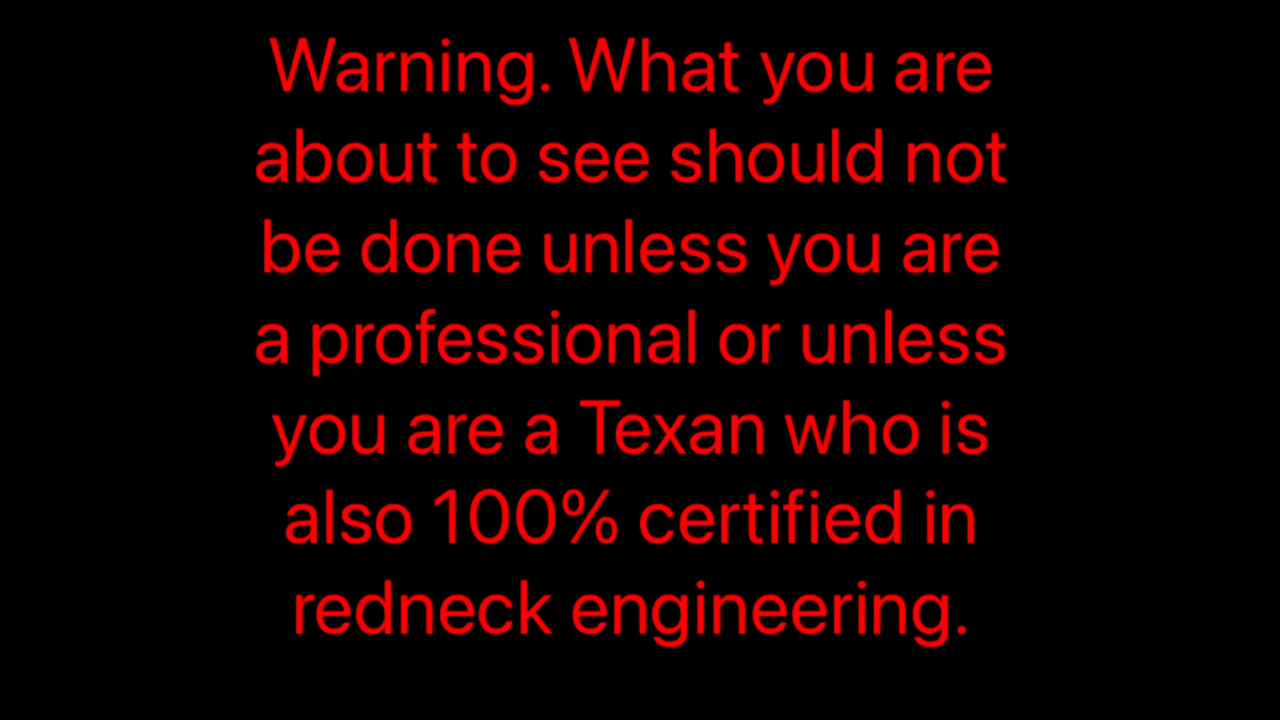 Warning. What you are
about to see should not
be done unless you are
a professional or unless
you are a Texan who is
also 100% certified in
redneck engineering.